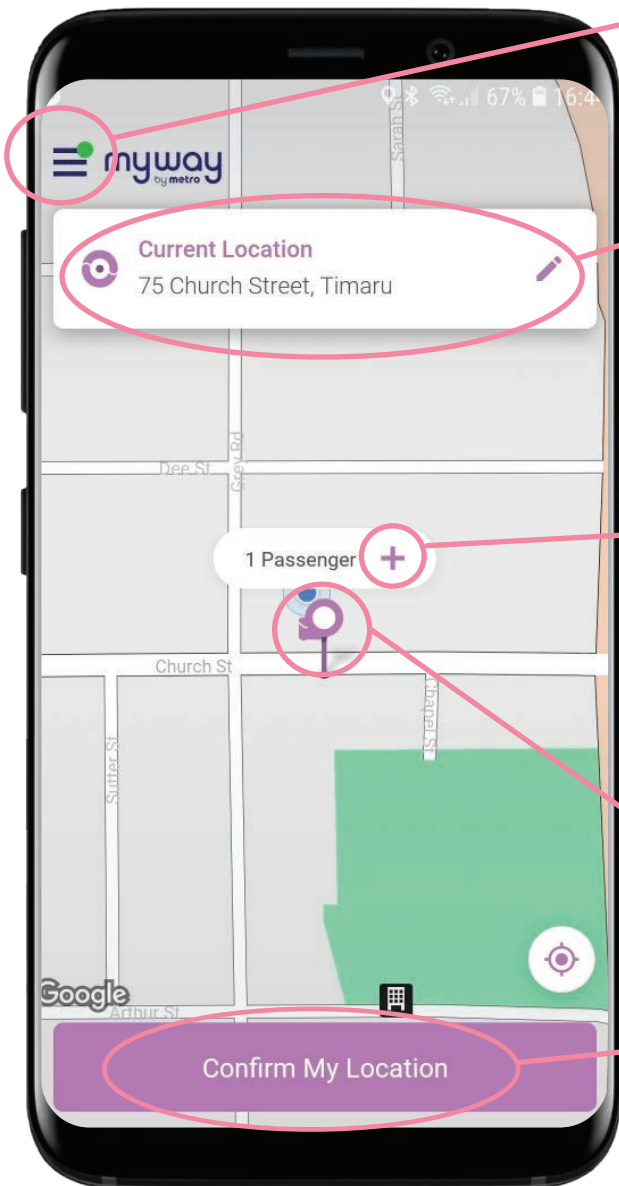 67% 16:4
Sarah St
myway
by metro
Current Location
75 Church Street, Timaru
Dee St
Grey Rd
1 Passenger +
Church St
Chapel St
Sutter St
Google
Arthur St
Confirm My Location